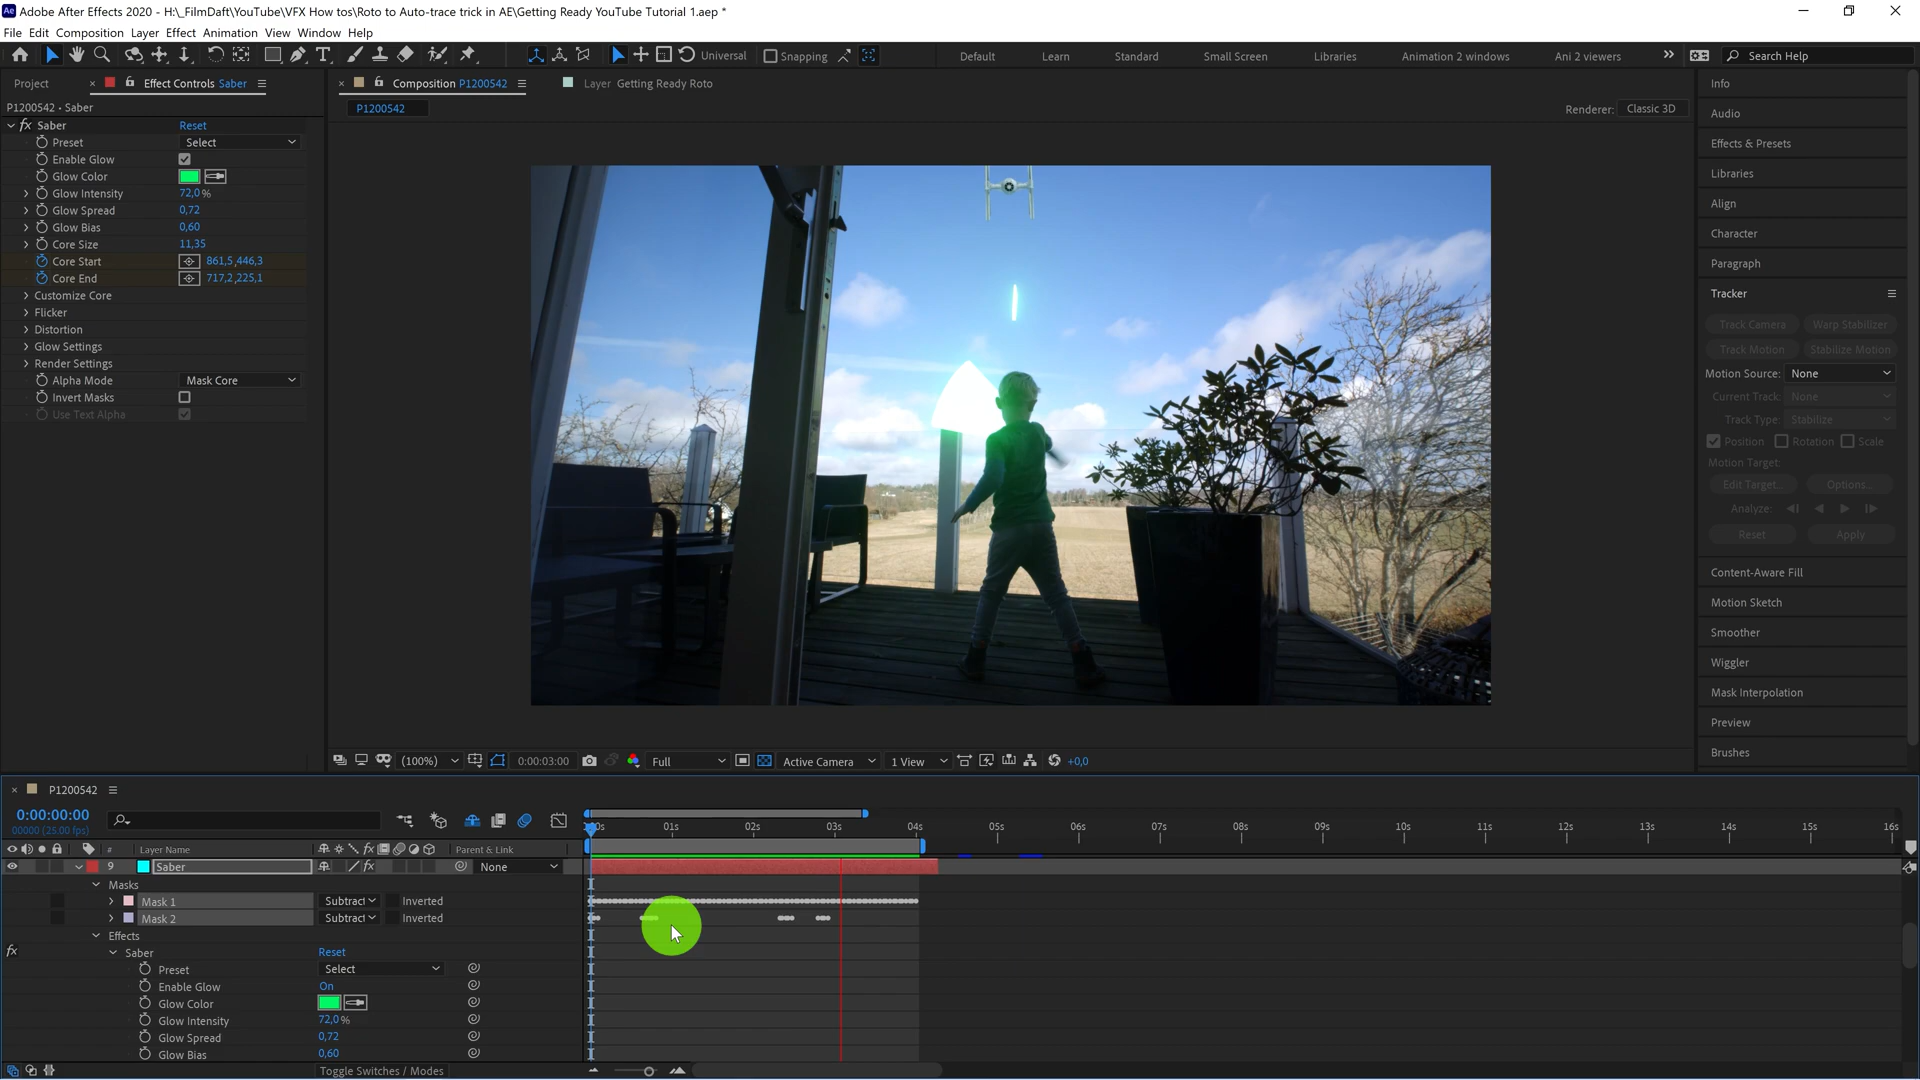 Adobe After Effects 2020 - H:\_FilmDaft\YouTube\VFX How tos\Roto to Auto-trace trick in AE\Getting Ready YouTube Tutorial 1.aep *
File Edit Composition Layer Effect Animation View Window Help
Universal Snapping Default Learn Standard Small Screen Libraries Animation 2 windows Ani 2 viewers Search Help
Project Effect Controls Saber
Composition P1200542 Layer Getting Ready Roto
P1200542 • Saber
P1200542
Renderer: Classic 3D
fx Saber Reset
Preset Select
Enable Glow
Glow Color
Glow Intensity 72,0%
Glow Spread 0,72
Glow Bias 0,60
Core Size 11,35
Core Start 861,5,446,3
Core End 717,2,225,1
Customize Core
Flicker
Distortion
Glow Settings
Render Settings
Alpha Mode Mask Core
Invert Masks
Use Text Alpha
Info
Audio
Effects & Presets
Libraries
Align
Character
Paragraph
Tracker
Track Camera Warp Stabilizer
Track Motion Stabilize Motion
Motion Source: None
Current Track: None
Track Type: Stabilize
Position Rotation Scale
Motion Target:
Edit Target... Options...
Analyze:
Reset Apply
Content-Aware Fill
Motion Sketch
Smoother
Wiggler
Mask Interpolation
Preview
Brushes
(100%) 0:00:03:00 Full Active Camera 1 View +0,0
P1200542
0:00:00:00
00000 (25.00 fps)
01s 02s 03s 04s 05s 06s 07s 08s 09s 10s 11s 12s 13s 14s 15s 16s
# Layer Name fx Parent & Link
9 Saber fx None
Masks
Mask 1 Subtract Inverted
Mask 2 Subtract Inverted
Effects
fx Saber Reset
Preset Select
Enable Glow On
Glow Color
Glow Intensity 72,0%
Glow Spread 0,72
Glow Bias 0,60
Toggle Switches / Modes